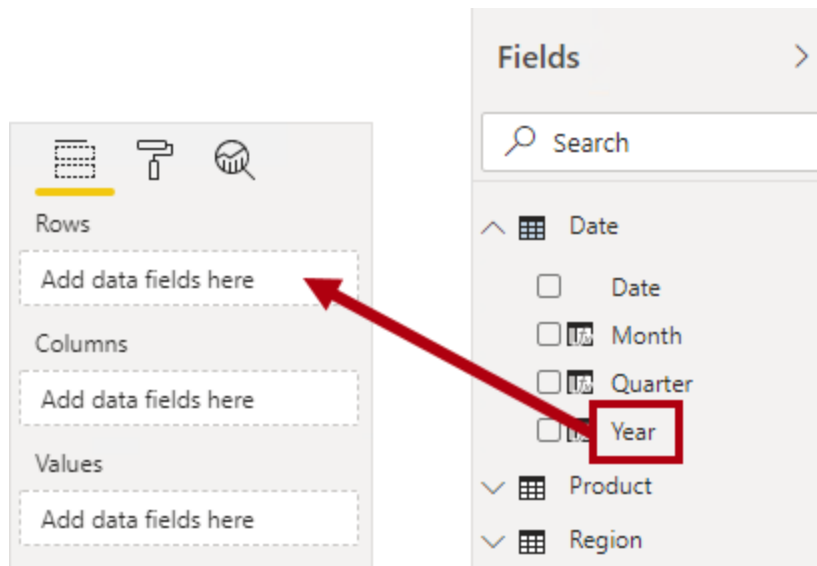 Fields
Search
Date
Date
Month
Quarter
Year
Product
Region
Rows
Add data fields here
Columns
Add data fields here
Values
Add data fields here